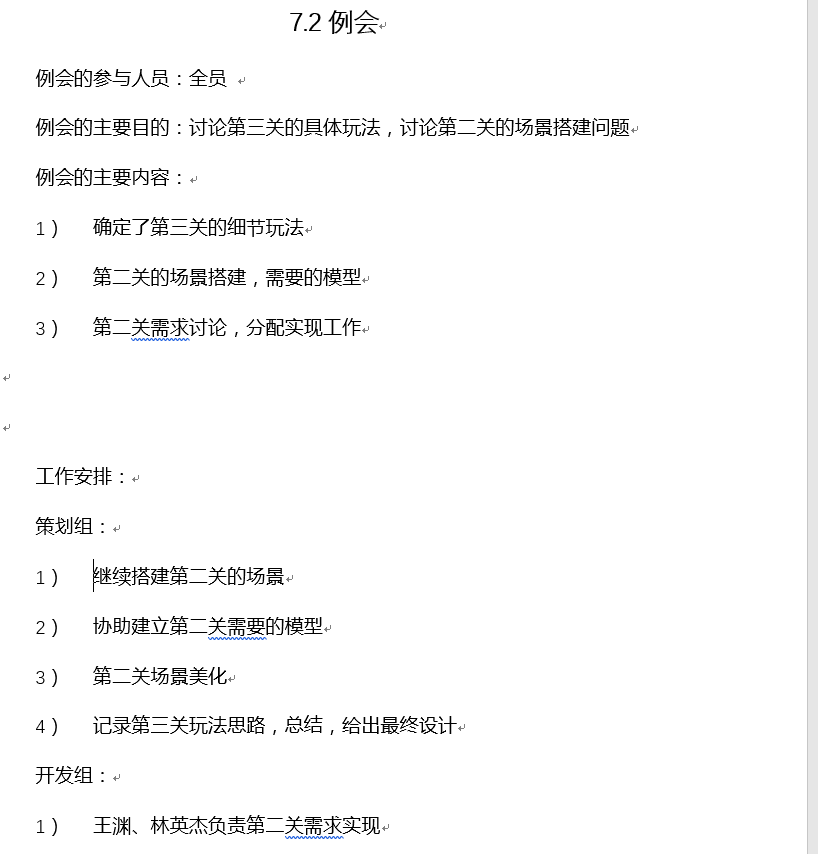 7.2 例会
例会的参与人员：全员
例会的主要目的：讨论第三关的具体玩法，讨论第二关的场景搭建问题
例会的主要内容：
1） 确定了第三关的细节玩法
2） 第二关的场景搭建，需要的模型
3） 第二关需求讨论，分配实现工作
工作安排：
策划组：
1） 继续搭建第二关的场景
2） 协助建立第二关需要的模型
3） 第二关场景美化
4） 记录第三关玩法思路，总结，给出最终设计
开发组：
1） 王渊、林英杰负责第二关需求实现